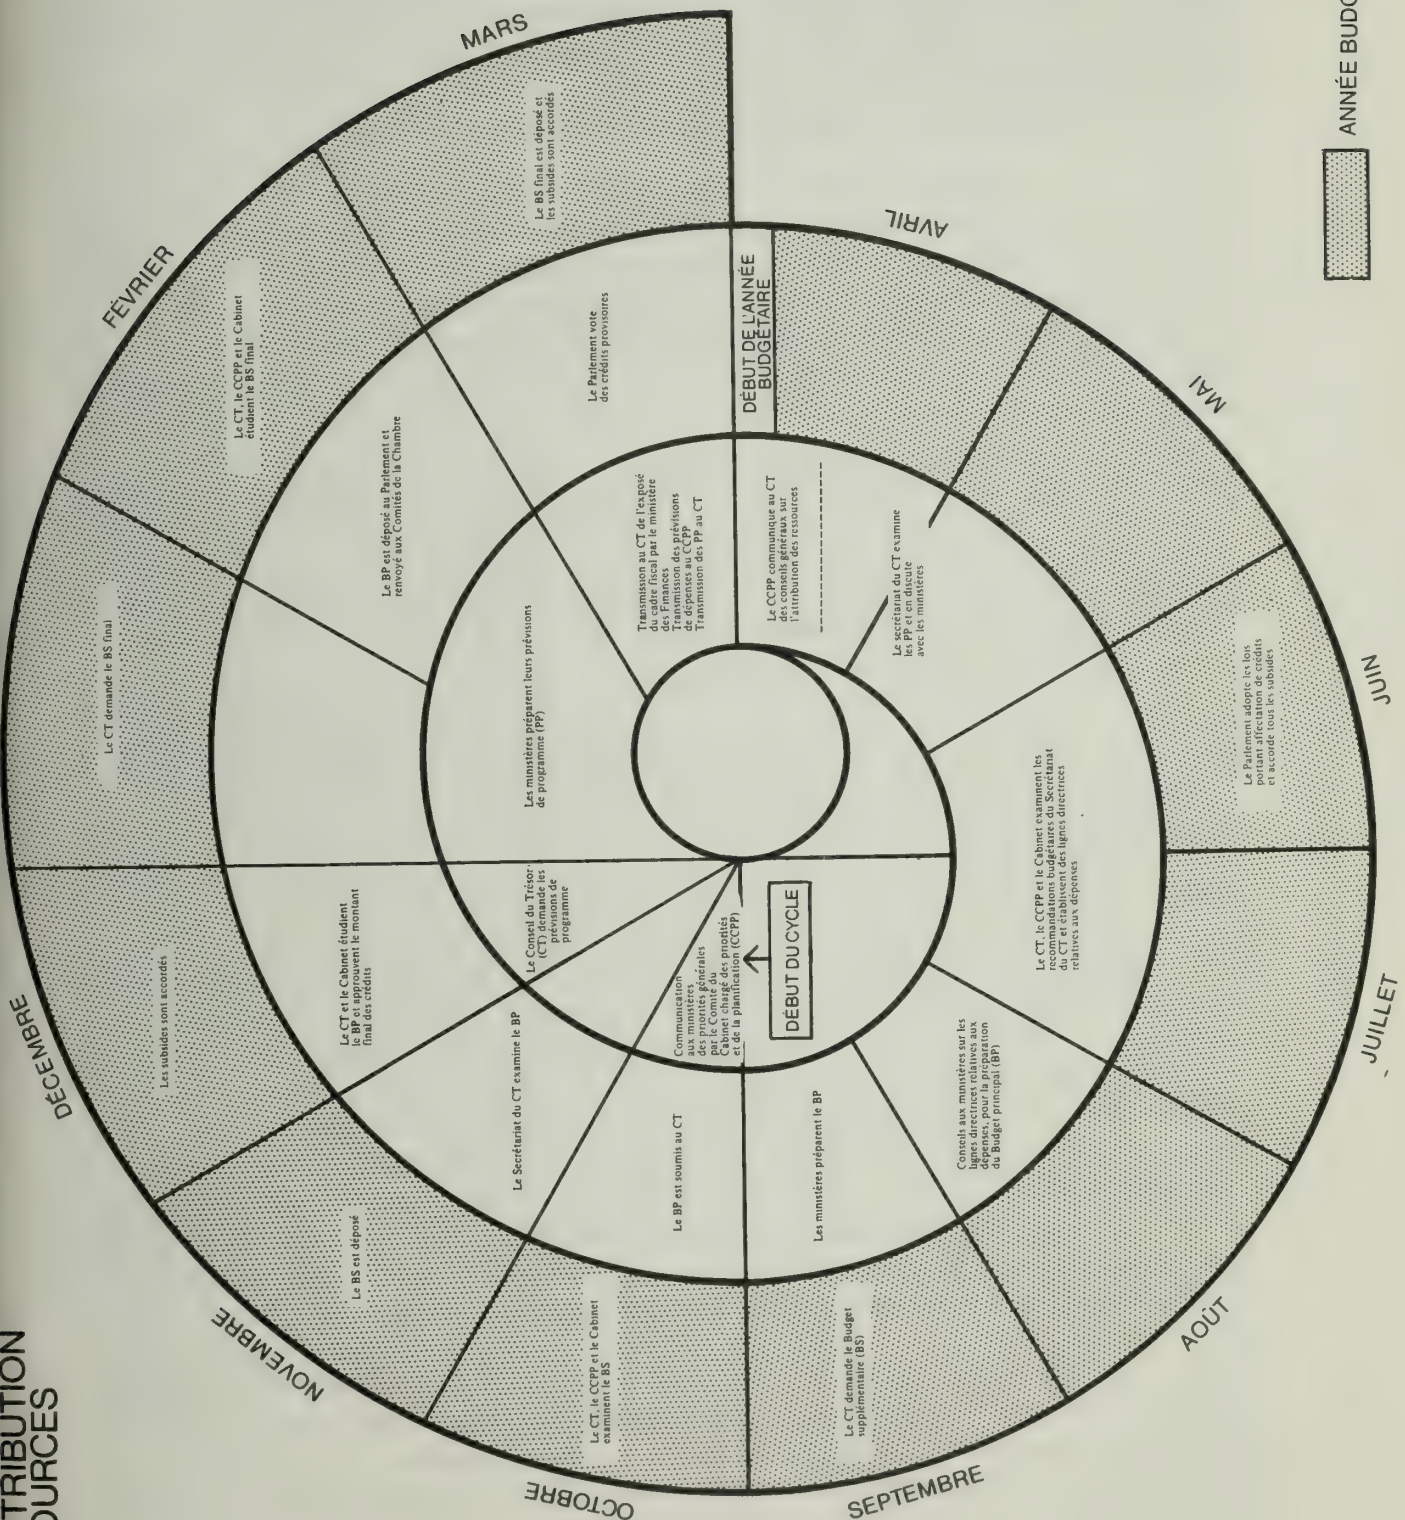 TRIBUTION
OURCES
DÉBUT DU CYCLE
Communication
aux ministères
des priorités générales
par le Comité du
Cabinet chargé des priorités
et de la planification (CCPP)
Le Conseil du Trésor
(CT) demande les
prévisions de
programme
Les ministères préparent leurs prévisions
de programme (PP)
Transmission au CT de l'exposé
du cadre fiscal par le ministère
des Finances
Transmission des prévisions
de dépenses au CCPP
Transmission des PP au CT
Le CCPP communique au CT
des conseils généraux sur
l'attribution des ressources
Le secrétariat du CT examine
les PP et en discute
avec les ministères
Le CT, le CCPP et le Cabinet examinent les
recommandations budgétaires du Secrétariat
du CT et établissent des lignes directrices
relatives aux dépenses
Conseils aux ministères sur les
lignes directrices relatives aux
dépenses, pour la préparation
du Budget principal (BP)
Les ministères préparent le BP
Le BP est soumis au CT
Le Secrétariat du CT examine le BP
Le CT et le Cabinet étudient
le BP et approuvent le montant
final des crédits
Le BP est déposé au Parlement et
renvoyé aux Comités de la Chambre
Le Parlement vote
des crédits provisoires
DÉBUT DE L'ANNÉE
BUDGÉTAIRE
AVRIL
MAI
JUIN
Le Parlement adopte les lois
portant affectation de crédits
et accorde tous les subsides
JUILLET
AOÛT
SEPTEMBRE
Le CT demande le Budget
supplémentaire (BS)
OCTOBRE
Le CT, le CCPP et le Cabinet
examinent le BS
NOVEMBRE
Le BS est déposé
DÉCEMBRE
Les subsides sont accordés
Le CT demande le BS final
FÉVRIER
Le CT, le CCPP et le Cabinet
étudient le BS final
MARS
Le BS final est déposé et
les subsides sont accordés
ANNÉE BUDG